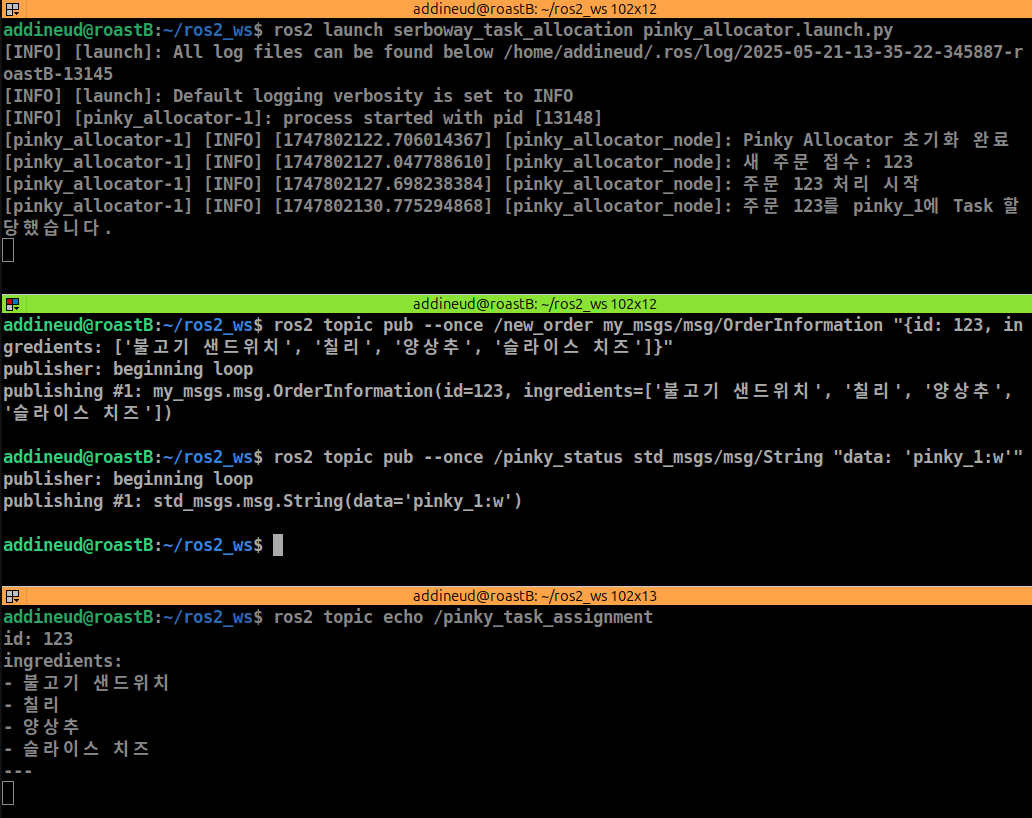 addineud@roastB: ~/ros2_ws 102x12
addineud@roastB:~/ros2_ws$ ros2 launch serboway_task_allocation pinky_allocator.launch.py
[INFO] [launch]: All log files can be found below /home/addineud/.ros/log/2025-05-21-13-35-22-345887-r
oastB-13145
[INFO] [launch]: Default logging verbosity is set to INFO
[INFO] [pinky_allocator-1]: process started with pid [13148]
[pinky_allocator-1] [INFO] [1747802122.706014367] [pinky_allocator_node]: Pinky Allocator 초기화 완료
[pinky_allocator-1] [INFO] [1747802127.047788610] [pinky_allocator_node]: 새 주문 접수: 123
[pinky_allocator-1] [INFO] [1747802127.698238384] [pinky_allocator_node]: 주문 123 처리 시작
[pinky_allocator-1] [INFO] [1747802130.775294868] [pinky_allocator_node]: 주문 123를 pinky_1에 Task 할
당했습니다.
addineud@roastB: ~/ros2_ws 102x12
addineud@roastB:~/ros2_ws$ ros2 topic pub --once /new_order my_msgs/msg/OrderInformation "{id: 123, in
gredients: ['불고기 샌드위치', '칠리', '양상추', '슬라이스 치즈']}"
publisher: beginning loop
publishing #1: my_msgs.msg.OrderInformation(id=123, ingredients=['불고기 샌드위치', '칠리', '양상추',
'슬라이스 치즈'])
addineud@roastB:~/ros2_ws$ ros2 topic pub --once /pinky_status std_msgs/msg/String "data: 'pinky_1:w'"
publisher: beginning loop
publishing #1: std_msgs.msg.String(data='pinky_1:w')
addineud@roastB:~/ros2_ws$
addineud@roastB: ~/ros2_ws 102x13
addineud@roastB:~/ros2_ws$ ros2 topic echo /pinky_task_assignment
id: 123
ingredients:
- 불고기 샌드위치
- 칠리
- 양상추
- 슬라이스 치즈
---